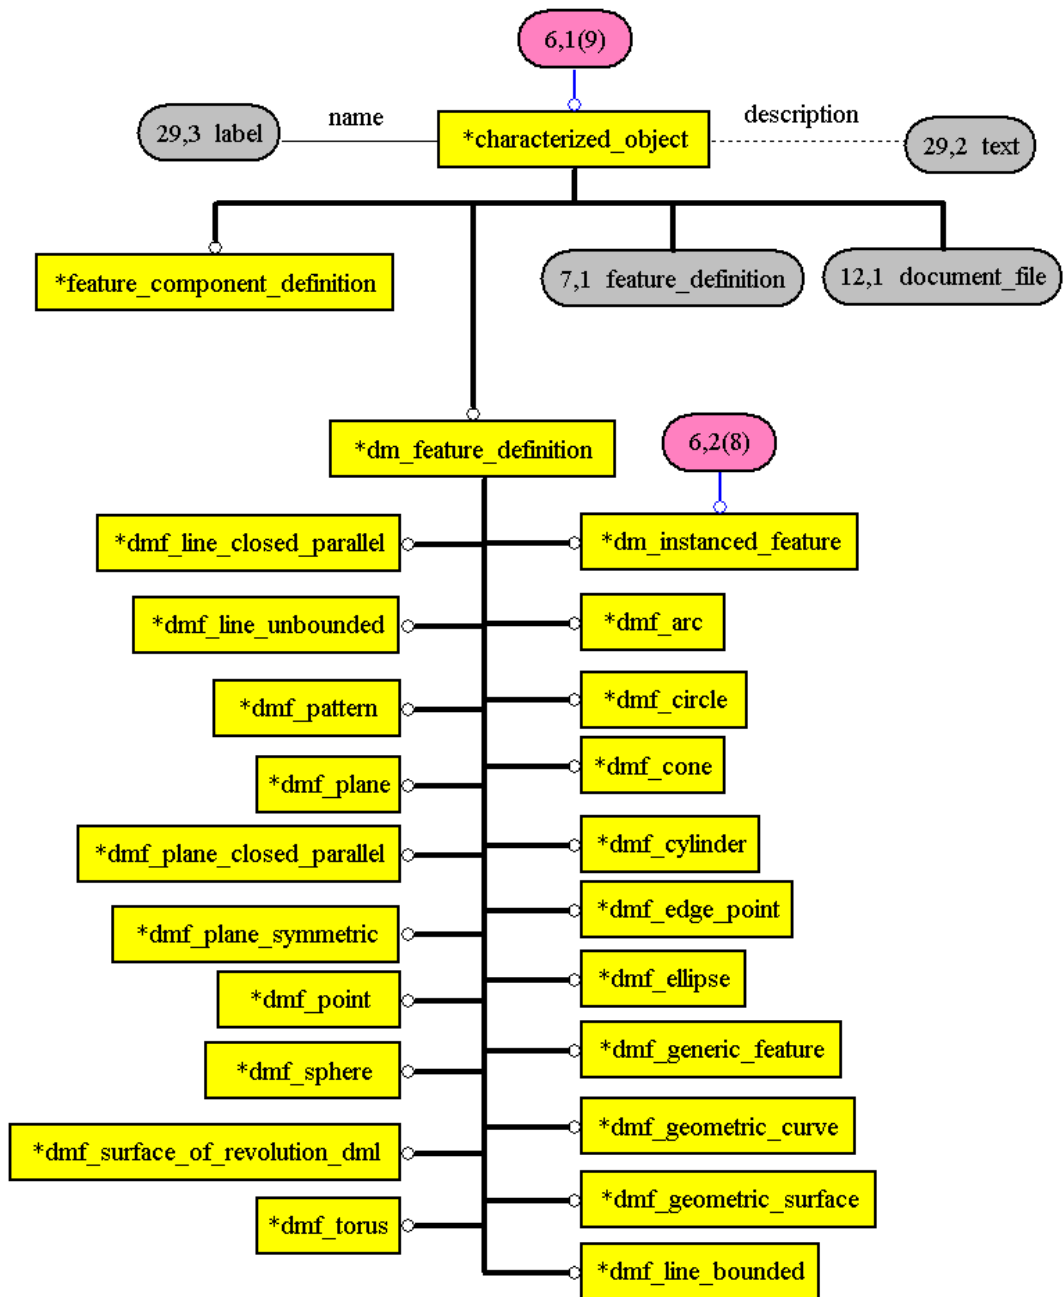 6,1(9)
29,3 label
name
*characterized_object
description
29,2 text
*feature_component_definition
7,1 feature_definition
12,1 document_file
*dm_feature_definition
6,2(8)
*dmf_line_closed_parallel
*dm_instanced_feature
*dmf_line_unbounded
*dmf_arc
*dmf_pattern
*dmf_circle
*dmf_plane
*dmf_cone
*dmf_plane_closed_parallel
*dmf_cylinder
*dmf_plane_symmetric
*dmf_edge_point
*dmf_point
*dmf_ellipse
*dmf_sphere
*dmf_generic_feature
*dmf_surface_of_revolution_dml
*dmf_geometric_curve
*dmf_torus
*dmf_geometric_surface
*dmf_line_bounded